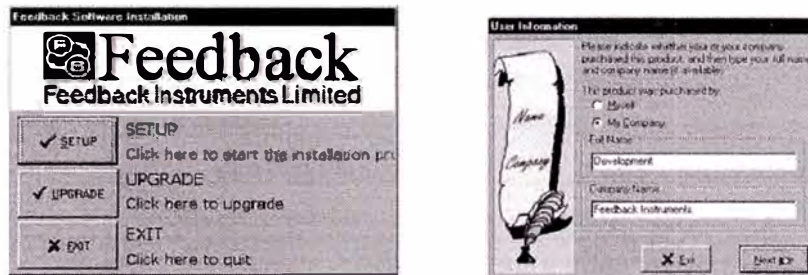 Feedback Software Installation
Feedback
Feedback Instruments Limited
SETUP
SETUP
Click here to start the installation
UPGRADE
UPGRADE
Click here to upgrade
EXIT
EXIT
Click here to quit
User Information
Please indicate whether you or your company
purchased this product, and then type your full name
and company name if available.
This product was purchased by:
Myself
My Company
Full Name
Development
Company Name
Feedback Instruments
Name
Company
Exit
Next